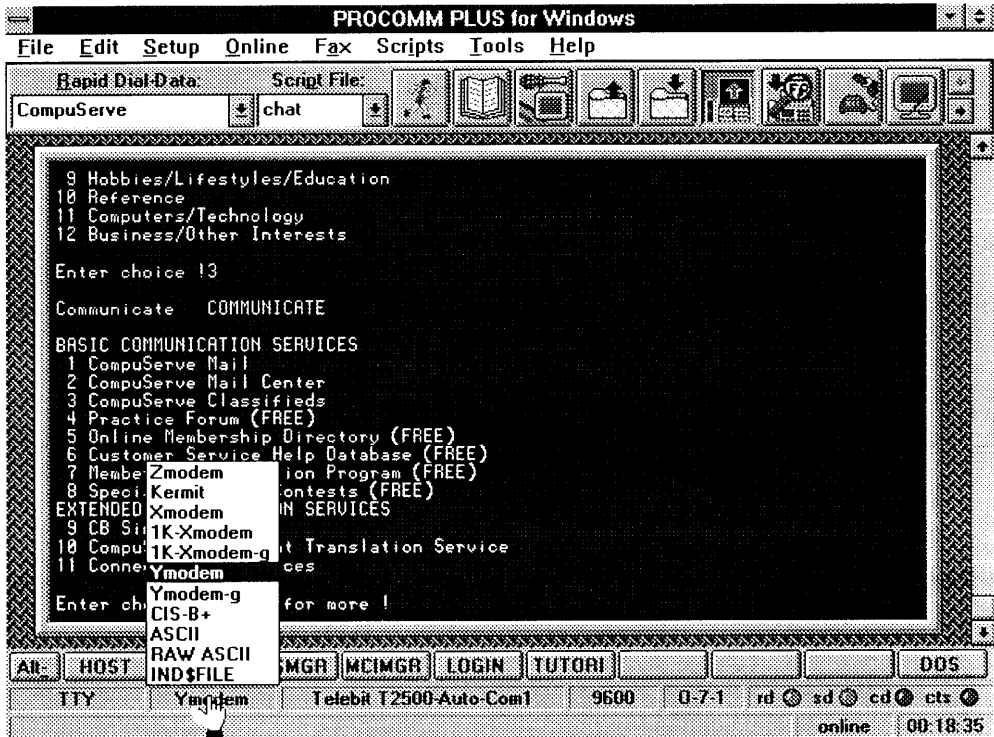 PROCOMM PLUS for Windows
File Edit Setup Online Fax Scripts Tools Help
Rapid Dial-Data: Script File:
CompuServe chat
9 Hobbies/Lifestyles/Education
10 Reference
11 Computers/Technology
12 Business/Other Interests
Enter choice !3
Communicate COMMUNICATE
BASIC COMMUNICATION SERVICES
1 CompuServe Mail
2 CompuServe Mail Center
3 CompuServe Classifieds
4 Practice Forum (FREE)
5 Online Membership Directory (FREE)
6 Customer Service Help Database (FREE)
7 Membe ion Program (FREE)
8 Speci ontests (FREE)
EXTENDED N SERVICES
9 CB Si
10 Compu t Translation Service
11 Conne ces
Enter ch for more !
Zmodem
Kermit
Xmodem
1K-Xmodem
1K-Xmodem-g
Ymodem
Ymodem-g
CIS-B+
ASCII
RAW ASCII
IND$FILE
Alt- HOST SMGR MCIMGR LOGIN TUTORI DOS
TTY Ymodem Telebit T2500-Auto-Com1 9600 O-7-1 rd sd cd cts
online 00:18:35